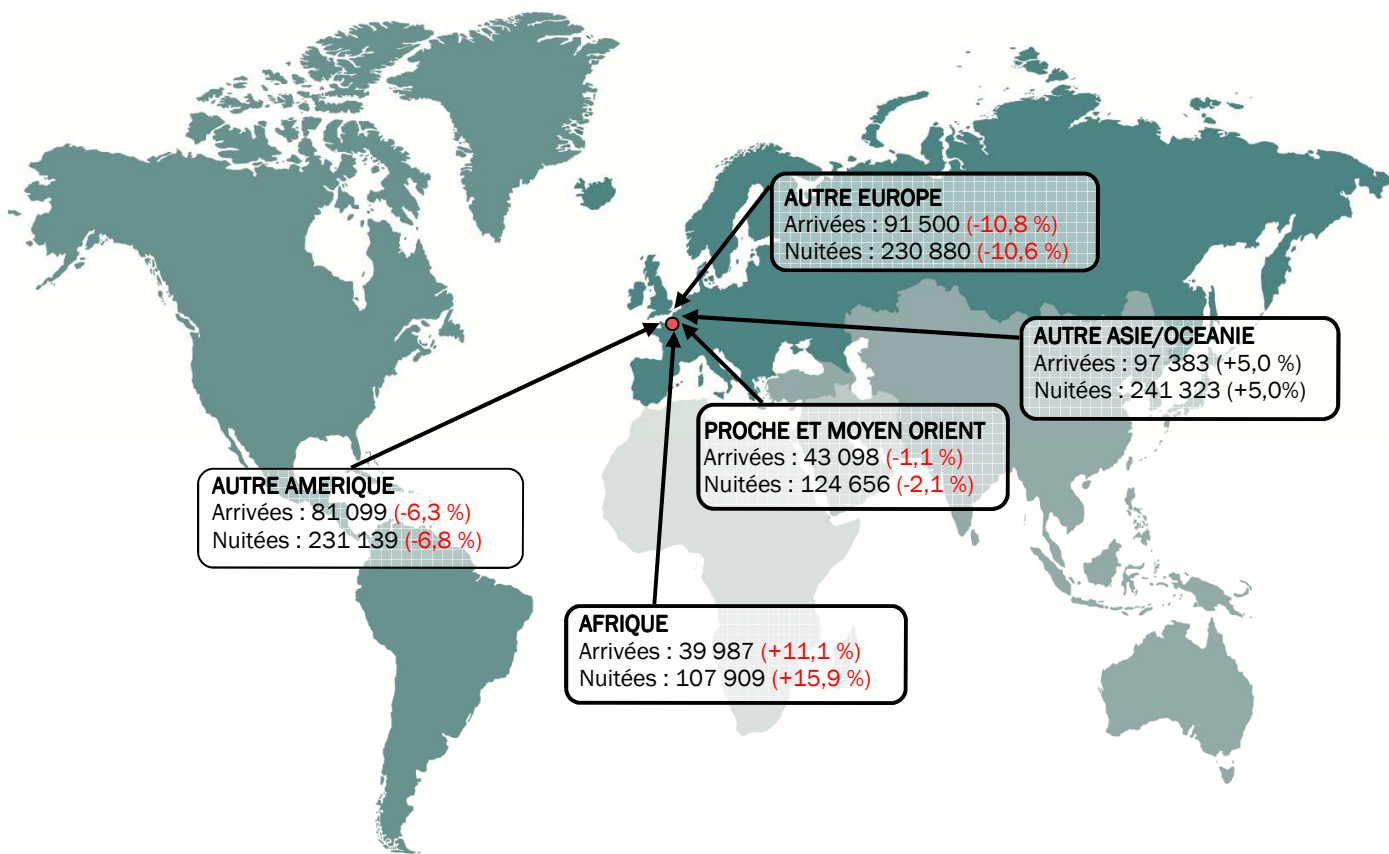 AUTRE EUROPE
Arrivées : 91 500 (-10,8 %)
Nuitées : 230 880 (-10,6 %)
AUTRE ASIE/OCEANIE
Arrivées : 97 383 (+5,0 %)
Nuitées : 241 323 (+5,0%)
PROCHE ET MOYEN ORIENT
Arrivées : 43 098 (-1,1 %)
Nuitées : 124 656 (-2,1 %)
AUTRE AMERIQUE
Arrivées : 81 099 (-6,3 %)
Nuitées : 231 139 (-6,8 %)
AFRIQUE
Arrivées : 39 987 (+11,1 %)
Nuitées : 107 909 (+15,9 %)